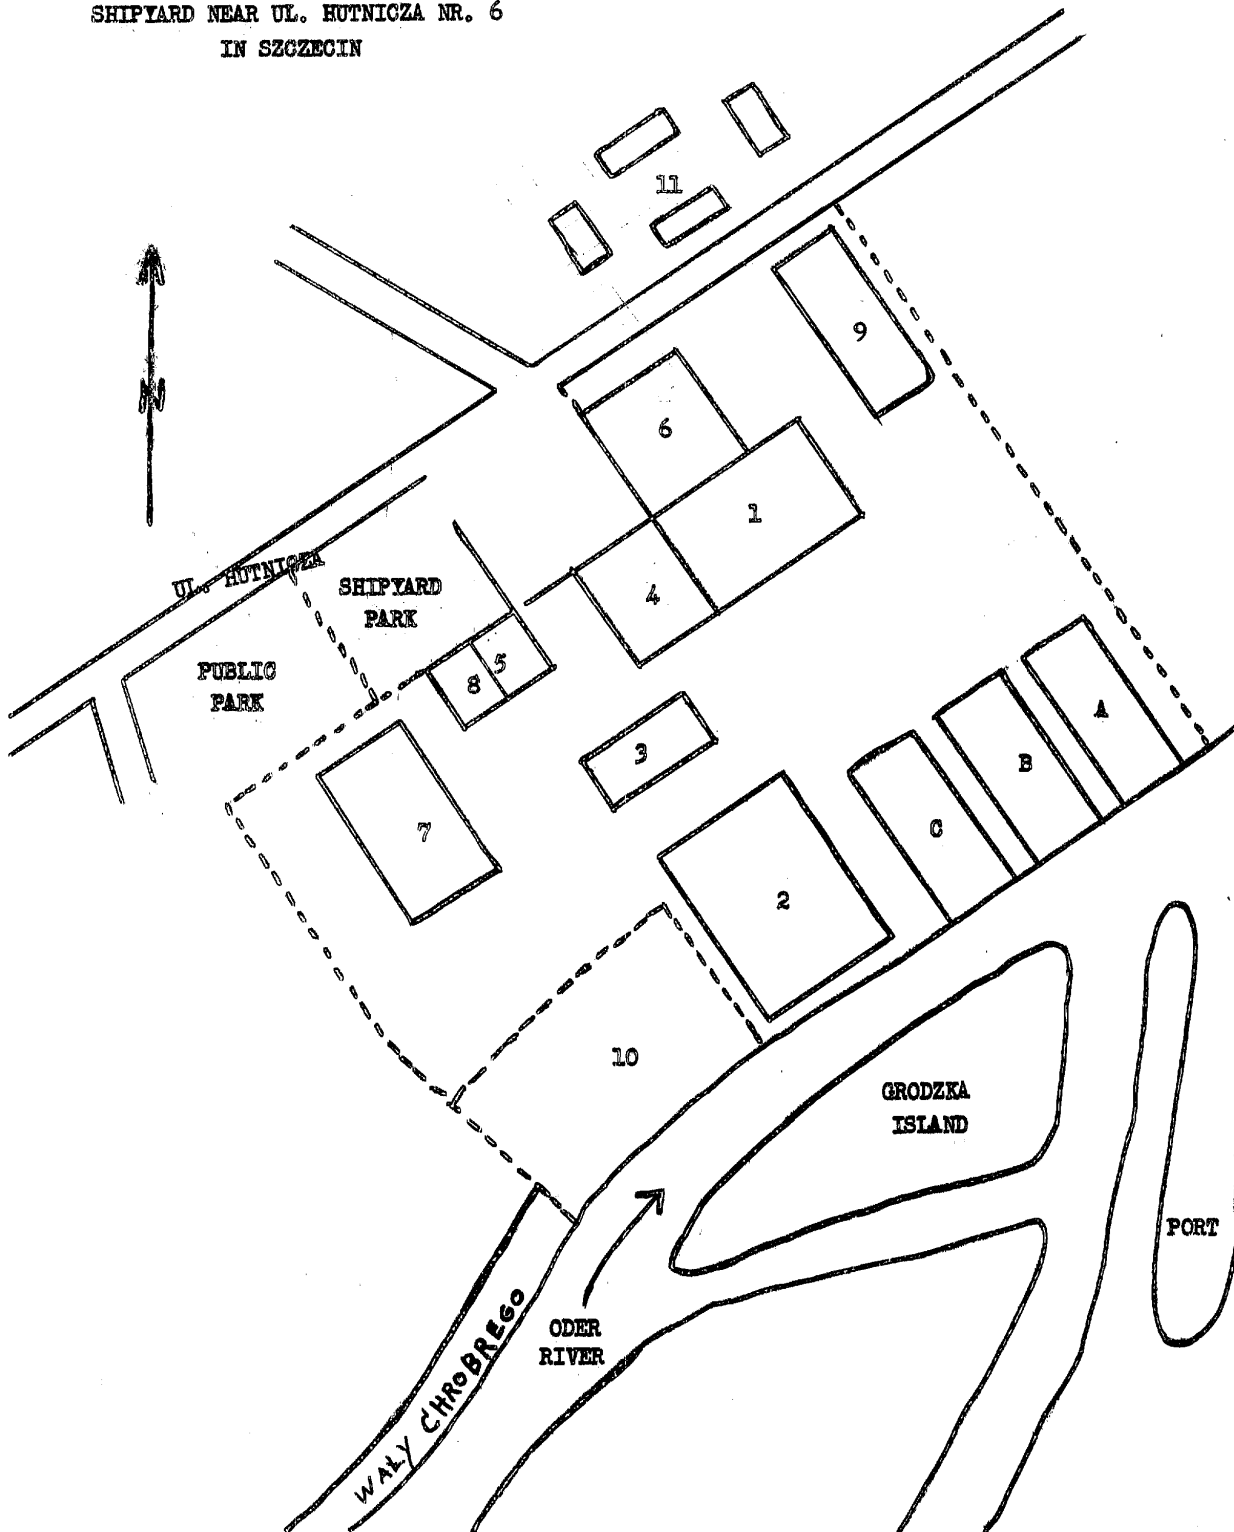 SHIPYARD NEAR UL. HUTNICZA NR. 6
IN SZCZECIN
11
N
9
6
1
UL. HUTNICZA
SHIPYARD
PARK
4
PUBLIC
PARK
5
8
3
A
B
C
7
2
10
GRODZKA
ISLAND
PORT
ODER
RIVER
WAŁY CHROBREGO